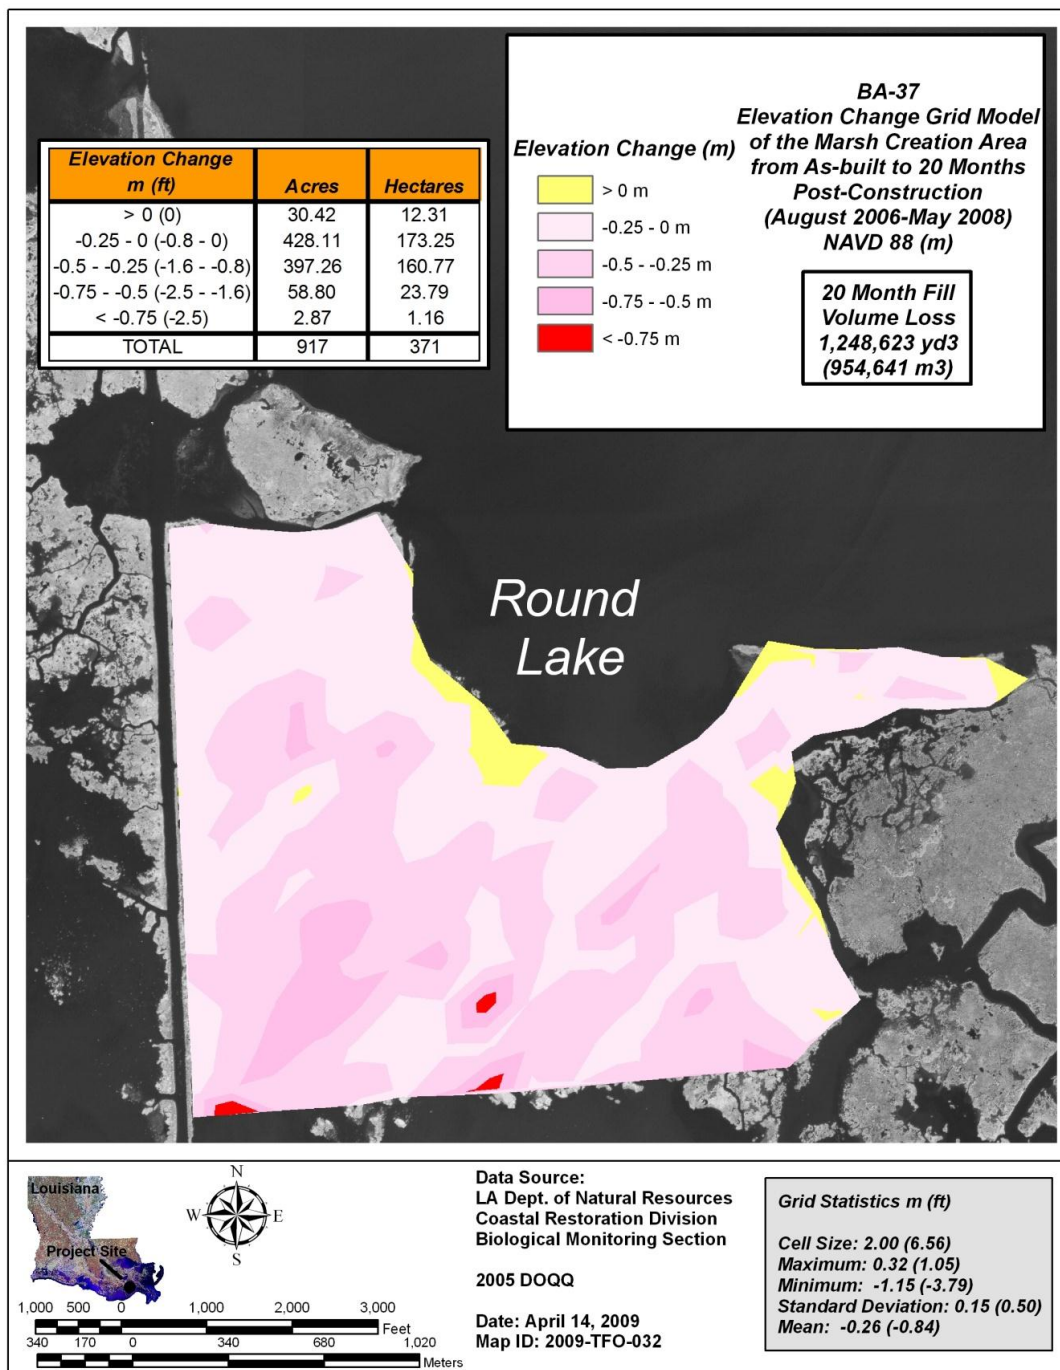 BA-37
Elevation Change Grid Model
of the Marsh Creation Area
from As-built to 20 Months
Post-Construction
(August 2006-May 2008)
NAVD 88 (m)
Elevation Change (m)
> 0 m
-0.25 - 0 m
-0.5 - -0.25 m
-0.75 - -0.5 m
< -0.75 m
20 Month Fill
Volume Loss
1,248,623 yd3
(954,641 m3)
Elevation Change
m (ft) Acres Hectares
> 0 (0) 30.42 12.31
-0.25 - 0 (-0.8 - 0) 428.11 173.25
-0.5 - -0.25 (-1.6 - -0.8) 397.26 160.77
-0.75 - -0.5 (-2.5 - -1.6) 58.80 23.79
< -0.75 (-2.5) 2.87 1.16
TOTAL 917 371
Round
Lake
Louisiana
Project Site
N
W E
S
1,000 500 0 1,000 2,000 3,000
Feet
340 170 0 340 680 1,020
Meters
Data Source:
LA Dept. of Natural Resources
Coastal Restoration Division
Biological Monitoring Section
2005 DOQQ
Date: April 14, 2009
Map ID: 2009-TFO-032
Grid Statistics m (ft)
Cell Size: 2.00 (6.56)
Maximum: 0.32 (1.05)
Minimum: -1.15 (-3.79)
Standard Deviation: 0.15 (0.50)
Mean: -0.26 (-0.84)